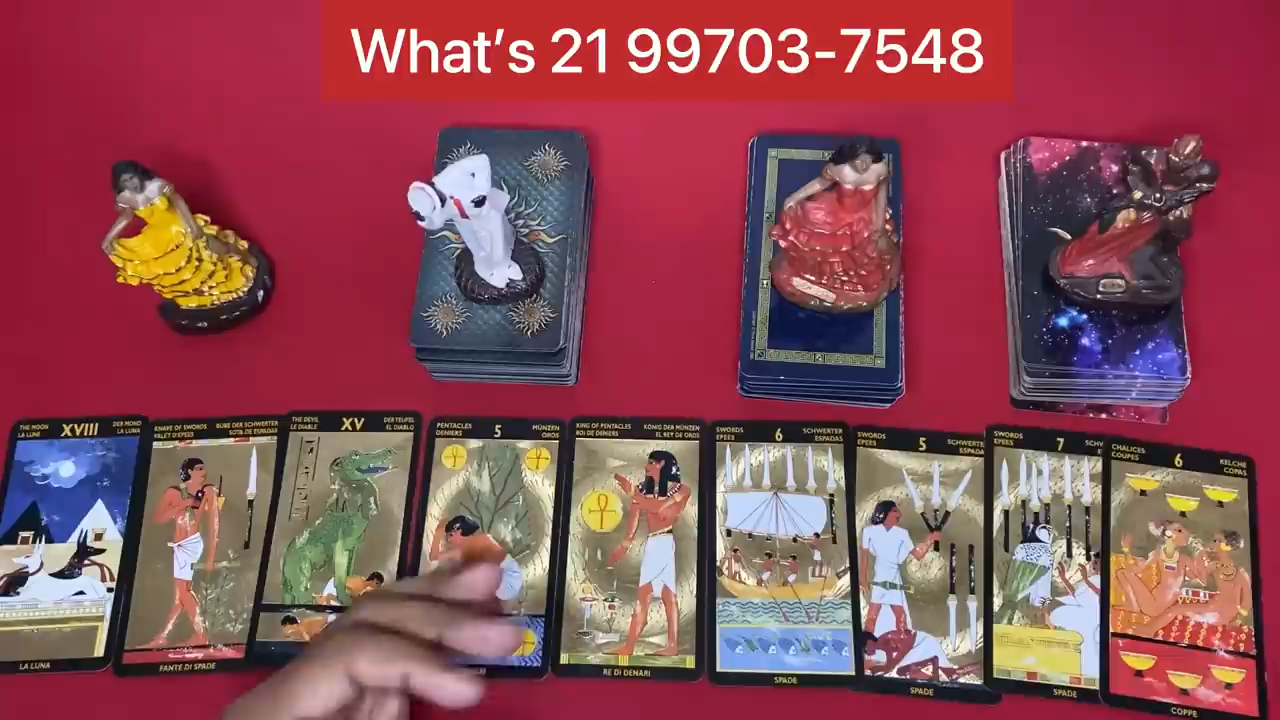 What's 21 99703-7548
THE MOON
LA LUNE
XVIII
DER MOND
LA LUNA
LA LUNA
KNAVE OF SWORDS
VALET D'EPEES
BUBE DER SCHWERTER
SOTA DE ESPADAS
FANTE DI SPADE
THE DEVIL
LE DIABLE
XV
DER TEUFEL
EL DIABLO
PENTACLES
DENIERS
5
MÜNZEN
OROS
KING OF PENTACLES
ROI DE DENIERS
KÖNIG DER MÜNZEN
EL REY DE OROS
RE DI DENARI
SWORDS
EPEES
6
SCHWERTER
ESPADAS
SPADE
SWORDS
EPEES
5
SCHWERTE
ESPADA
SPADE
SWORDS
EPEES
7
SCHV
SPADE
CHALICES
COUPES
6
KELCHE
COPAS
COPPE